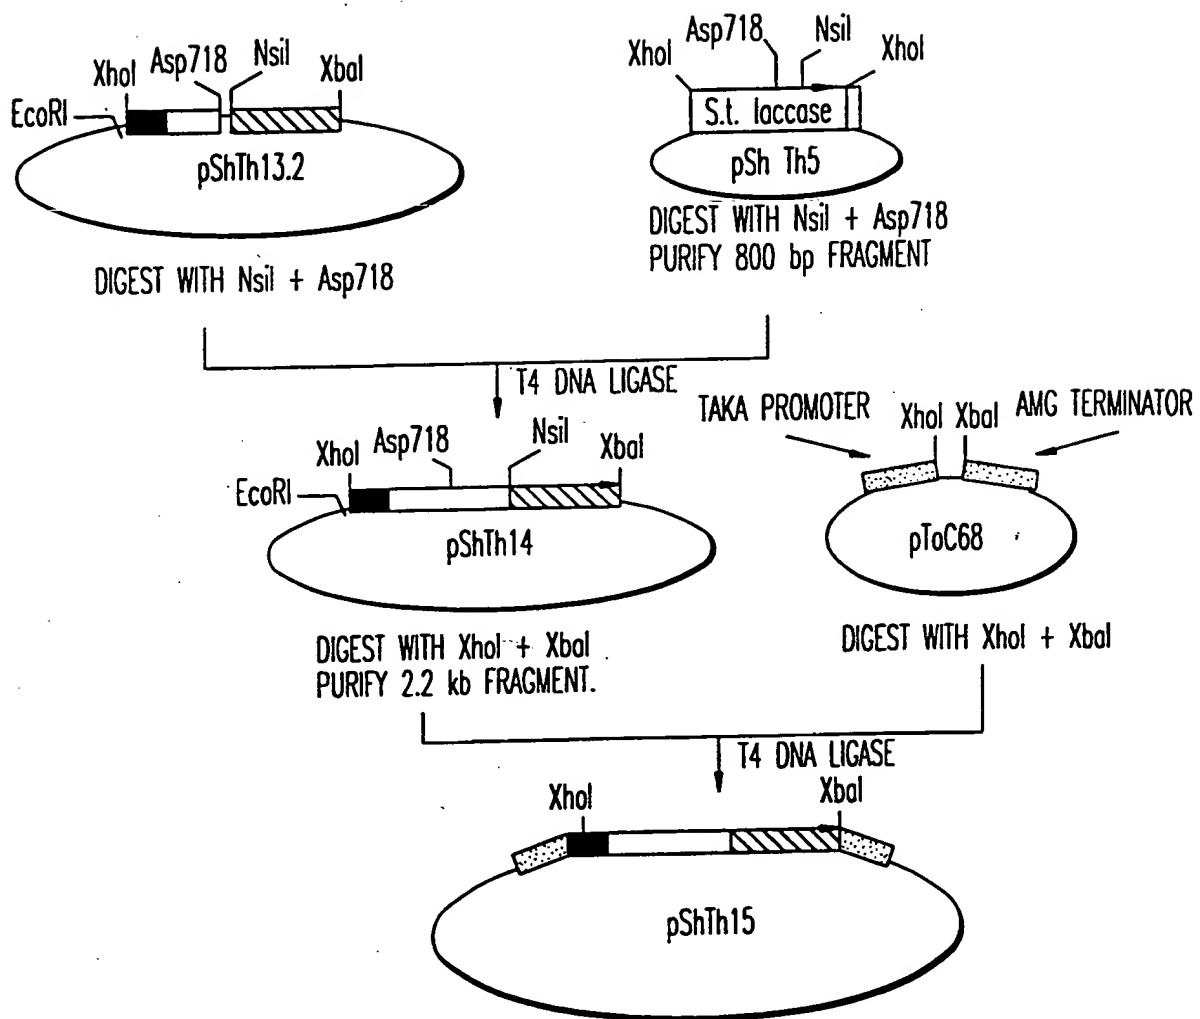 EcoRI
XhoI
Asp718
NsiI
XbaI
pShTh13.2
DIGEST WITH NsiI + Asp718
XhoI
Asp718
NsiI
XhoI
S.t. laccase
pSh Th5
DIGEST WITH NsiI + Asp718
PURIFY 800 bp FRAGMENT
T4 DNA LIGASE
EcoRI
XhoI
Asp718
NsiI
XbaI
pShTh14
DIGEST WITH XhoI + XbaI
PURIFY 2.2 kb FRAGMENT.
TAKA PROMOTER
XhoI
XbaI
AMG TERMINATOR
pToC68
DIGEST WITH XhoI + XbaI
T4 DNA LIGASE
XhoI
XbaI
pShTh15